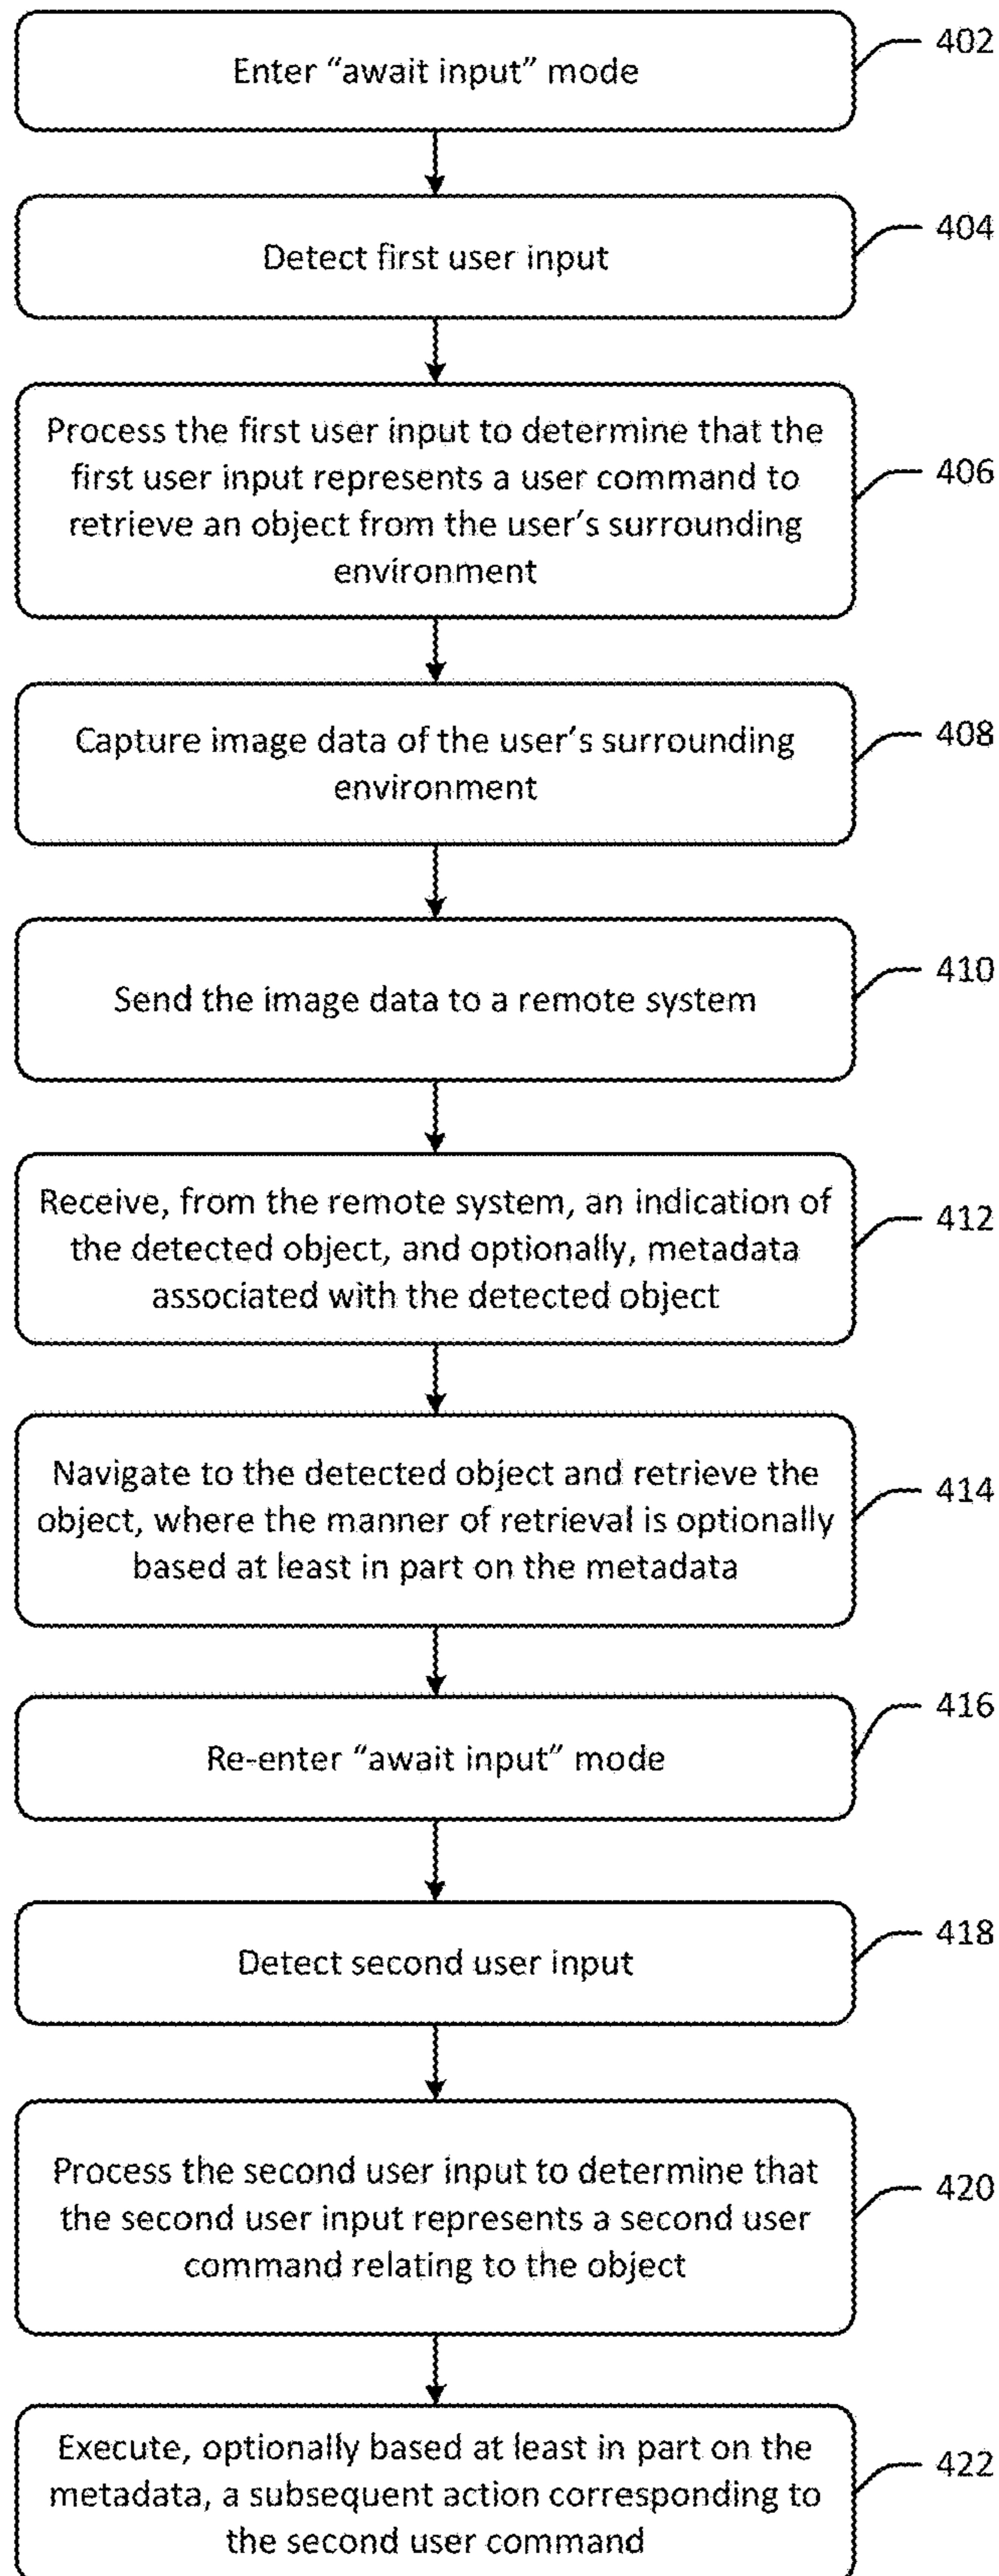 Enter “await input” mode
402
Detect first user input
404
Process the first user input to determine that the
first user input represents a user command to
retrieve an object from the user’s surrounding
environment
406
Capture image data of the user’s surrounding
environment
408
Send the image data to a remote system
410
Receive, from the remote system, an indication of
the detected object, and optionally, metadata
associated with the detected object
412
Navigate to the detected object and retrieve the
object, where the manner of retrieval is optionally
based at least in part on the metadata
414
Re-enter “await input” mode
416
Detect second user input
418
Process the second user input to determine that
the second user input represents a second user
command relating to the object
420
Execute, optionally based at least in part on the
metadata, a subsequent action corresponding to
the second user command
422